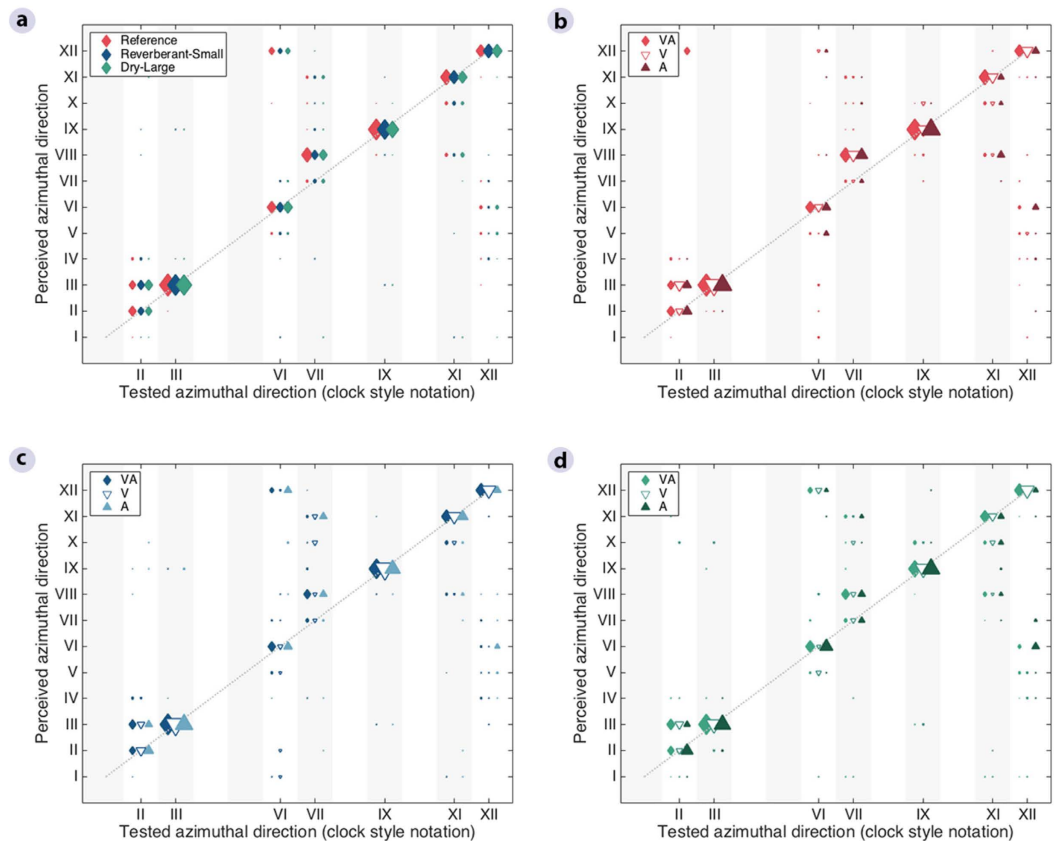 a
Reference
Reverberant-Small
Dry-Large
XII
XI
X
IX
VIII
VII
VI
V
IV
III
II
I
Perceived azimuthal direction
II III VI VII IX XI XII
Tested azimuthal direction (clock style notation)
b
VA
V
A
XII
XI
X
IX
VIII
VII
VI
V
IV
III
II
I
Perceived azimuthal direction
II III VI VII IX XI XII
Tested azimuthal direction (clock style notation)
c
VA
V
A
XII
XI
X
IX
VIII
VII
VI
V
IV
III
II
I
Perceived azimuthal direction
II III VI VII IX XI XII
Tested azimuthal direction (clock style notation)
d
VA
V
A
XII
XI
X
IX
VIII
VII
VI
V
IV
III
II
I
Perceived azimuthal direction
II III VI VII IX XI XII
Tested azimuthal direction (clock style notation)